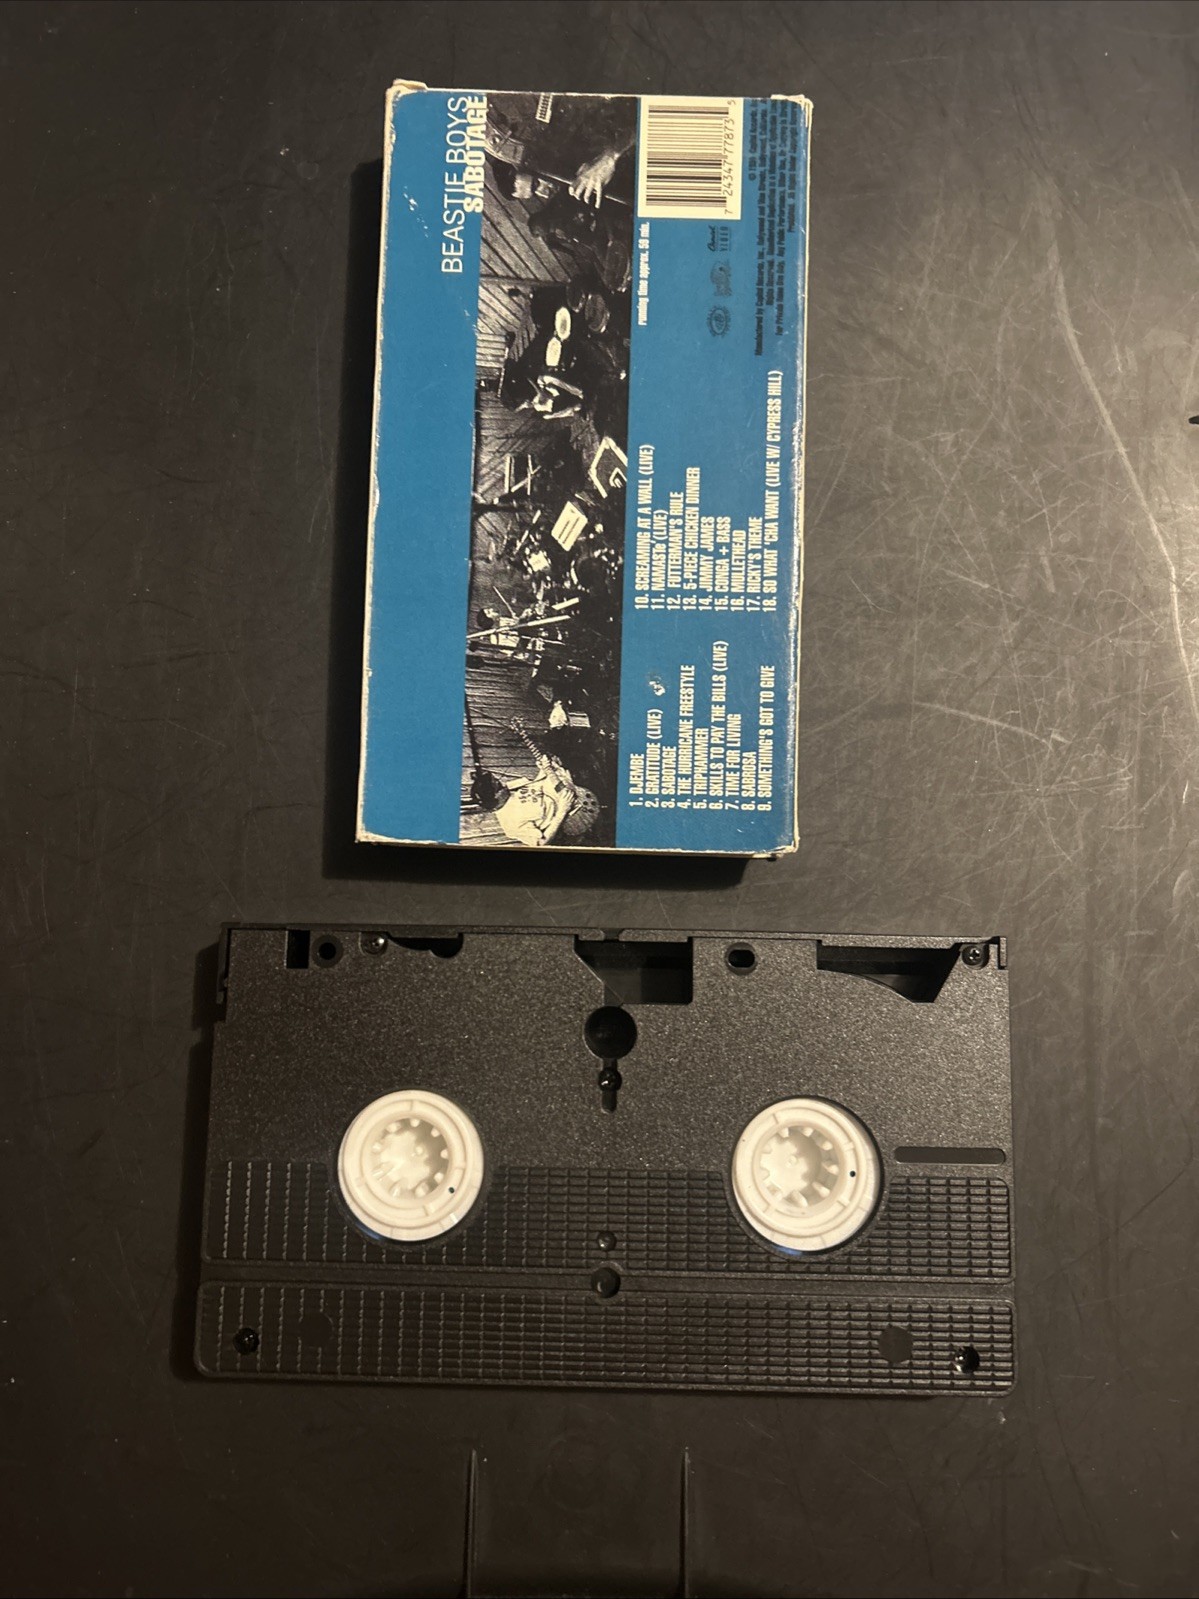 BEASTIE BOYS
SABOTAGE
7 24347 77873 5
running time approx. 58 min.
1. DJEMBE
2. GRATITUDE (LIVE)
3. SABOTAGE
4. THE HURRICANE FREESTYLE
5. TRIPHAMMER
6. SKILLS TO PAY THE BILLS (LIVE)
7. TIME FOR LIVING
8. SABROSA
9. SOMETHING'S GOT TO GIVE
10. SCREAMING AT A WALL (LIVE)
11. NAMASTe (LIVE)
12. FUTTERMAN'S RULE
13. 5-PIECE CHICKEN DINNER
14. JIMMY JAMES
15. CONGA + BASS
16. MULLETHEAD
17. RICKY'S THEME
18. SO WHAT 'CHA WANT (LIVE W/ CYPRESS HILL)
Capitol
VIDEO